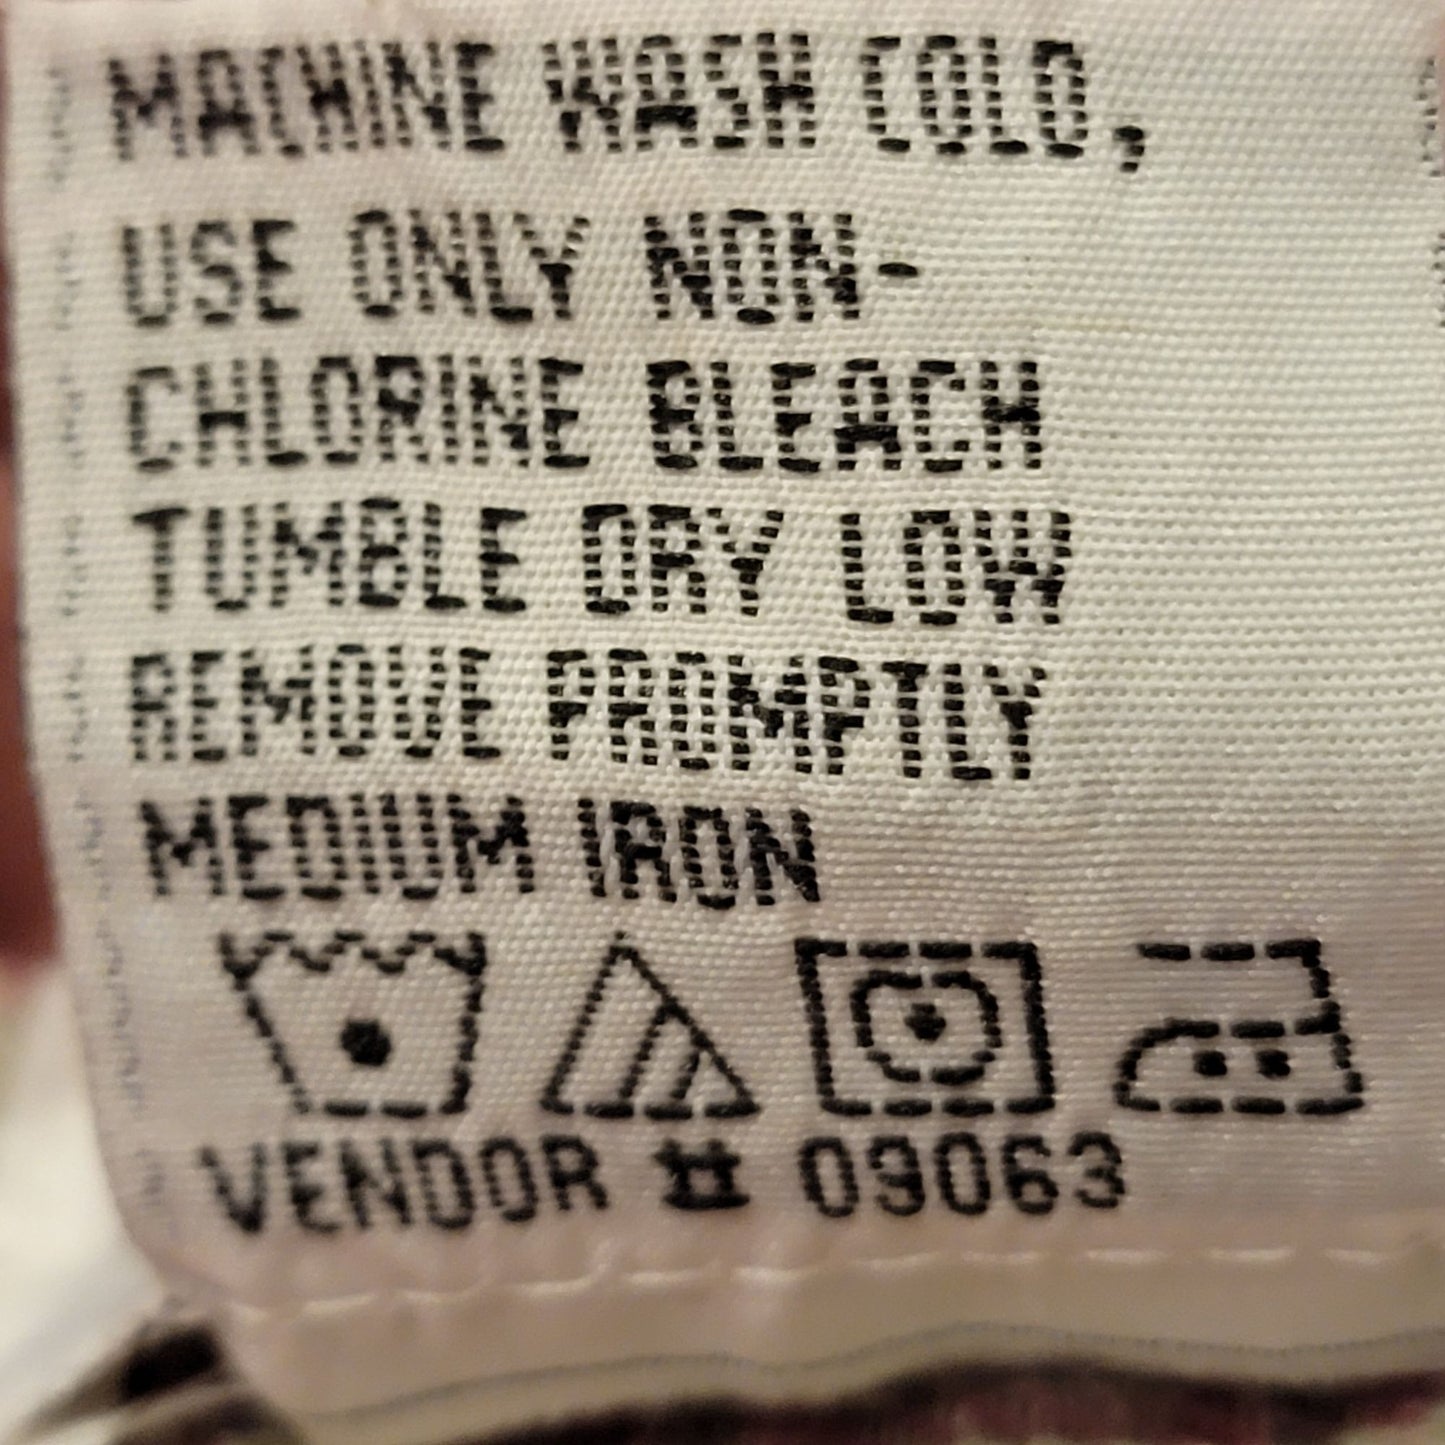 MACHINE WASH COLD,
USE ONLY NON-
CHLORINE BLEACH
TUMBLE DRY LOW
REMOVE PROMPTLY
MEDIUM IRON
VENDOR # 09063